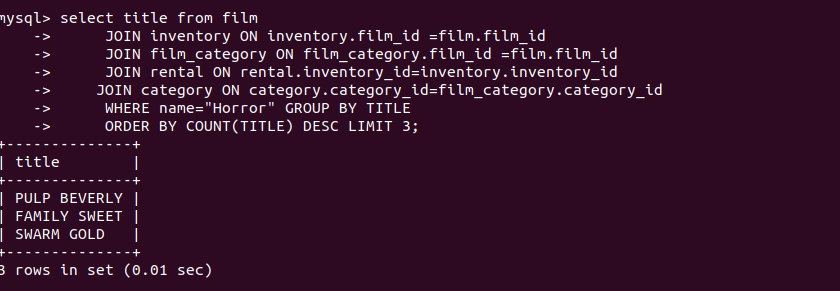 mysql> select title from film
    ->      JOIN inventory ON inventory.film_id =film.film_id
    ->      JOIN film_category ON film_category.film_id =film.film_id
    ->      JOIN rental ON rental.inventory_id=inventory.inventory_id
    ->     JOIN category ON category.category_id=film_category.category_id
    ->      WHERE name="Horror" GROUP BY TITLE
    ->      ORDER BY COUNT(TITLE) DESC LIMIT 3;
+--------------+
| title        |
+--------------+
| PULP BEVERLY |
| FAMILY SWEET |
| SWARM GOLD   |
+--------------+
3 rows in set (0.01 sec)